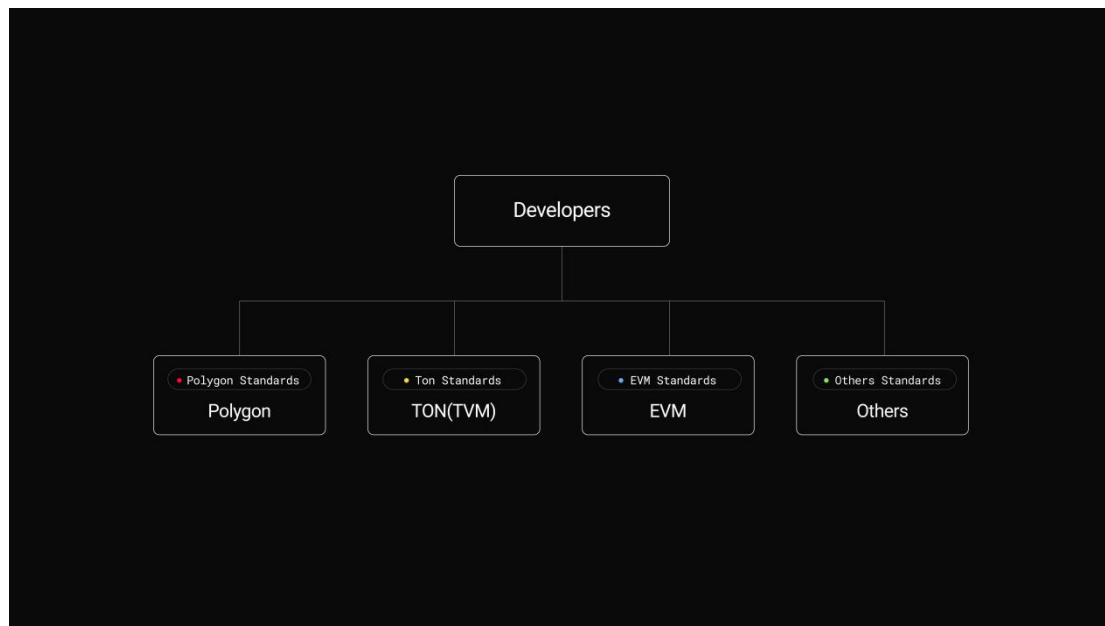 Developers
Polygon Standards
Polygon
Ton Standards
TON(TVM)
EVM Standards
EVM
Others Standards
Others